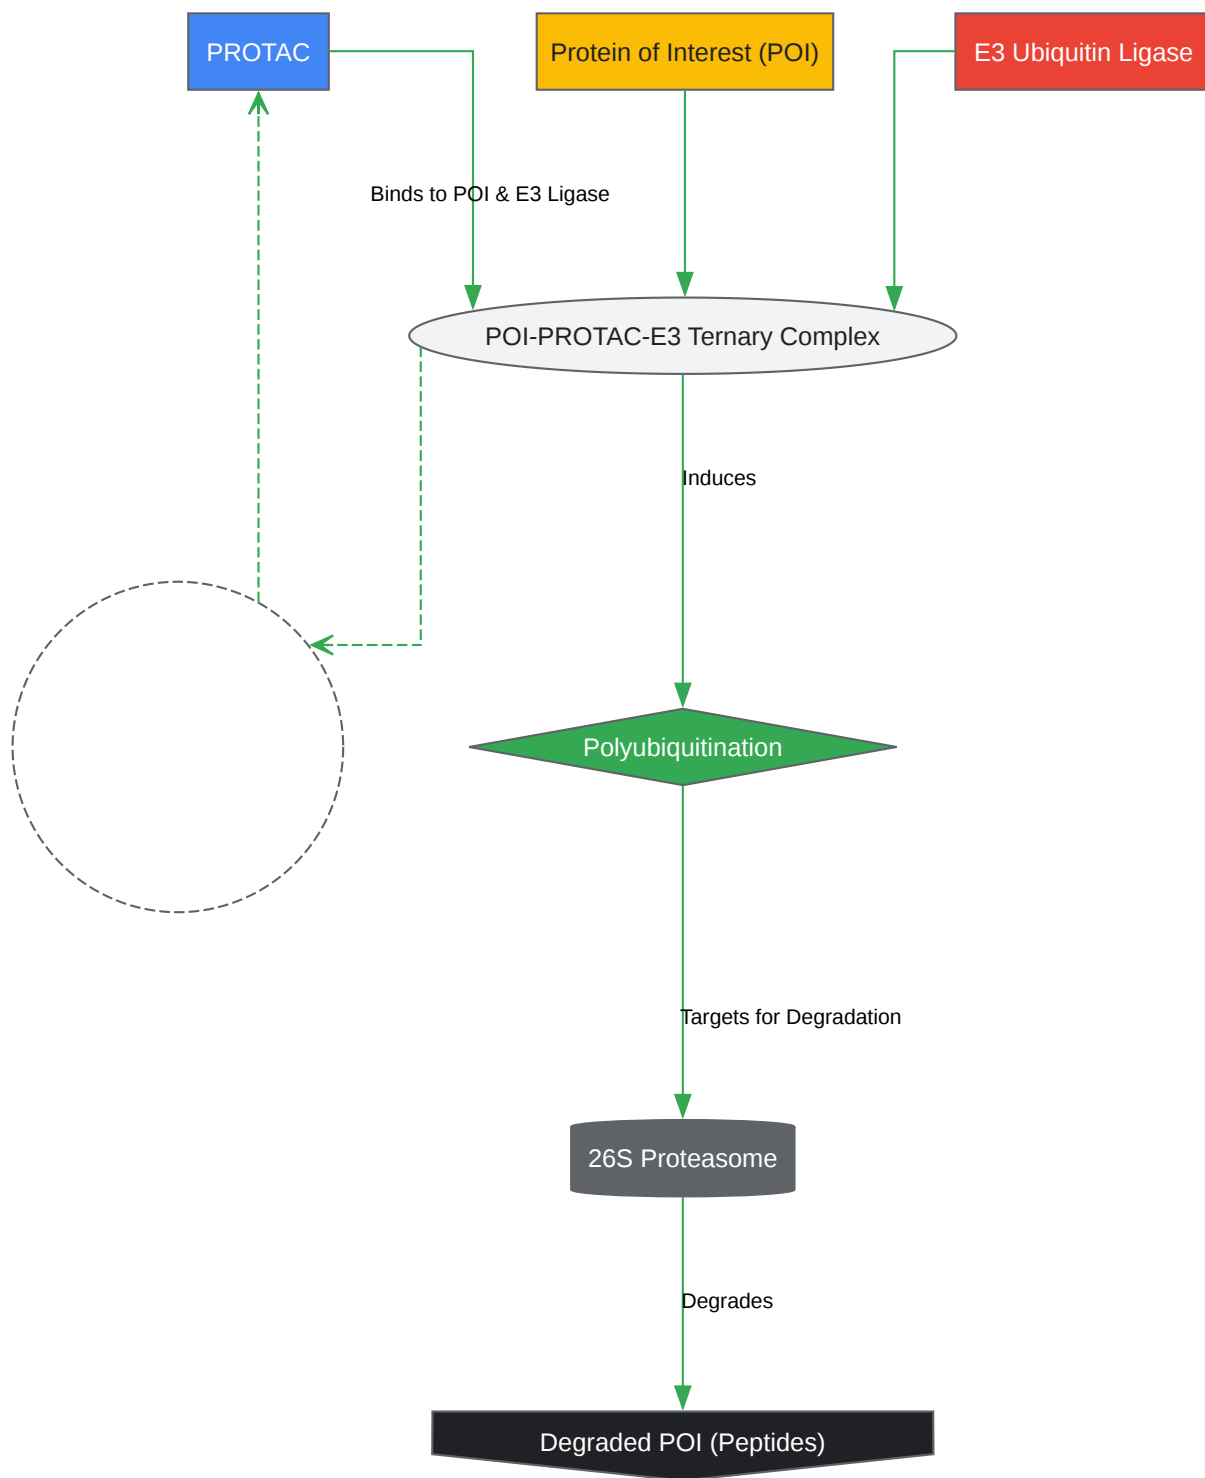 PROTAC
Protein of Interest (POI)
E3 Ubiquitin Ligase
Binds to POI & E3 Ligase
POI-PROTAC-E3 Ternary Complex
Induces
Polyubiquitination
Targets for Degradation
26S Proteasome
Degrades
Degraded POI (Peptides)